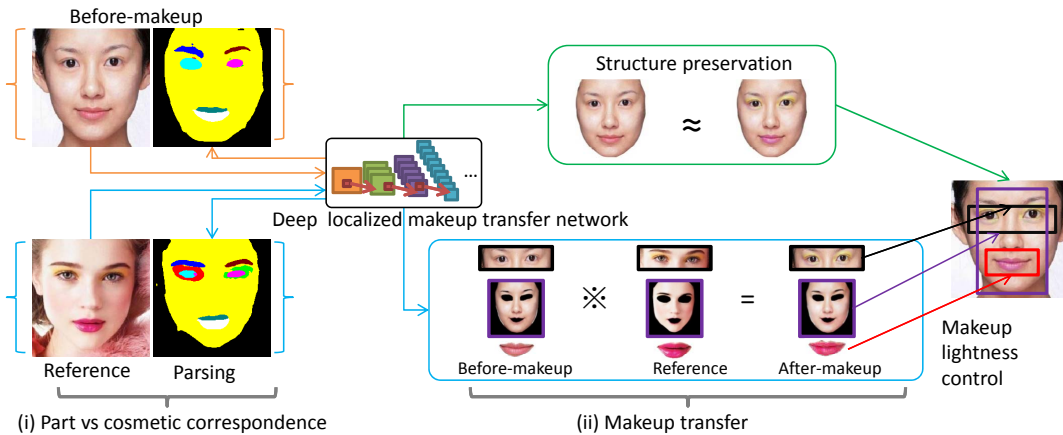 Before-makeup
Structure preservation
≈
...
Deep localized makeup transfer network
※
=
Reference
Parsing
Before-makeup
Reference
After-makeup
Makeup
lightness
control
(i) Part vs cosmetic correspondence
(ii) Makeup transfer